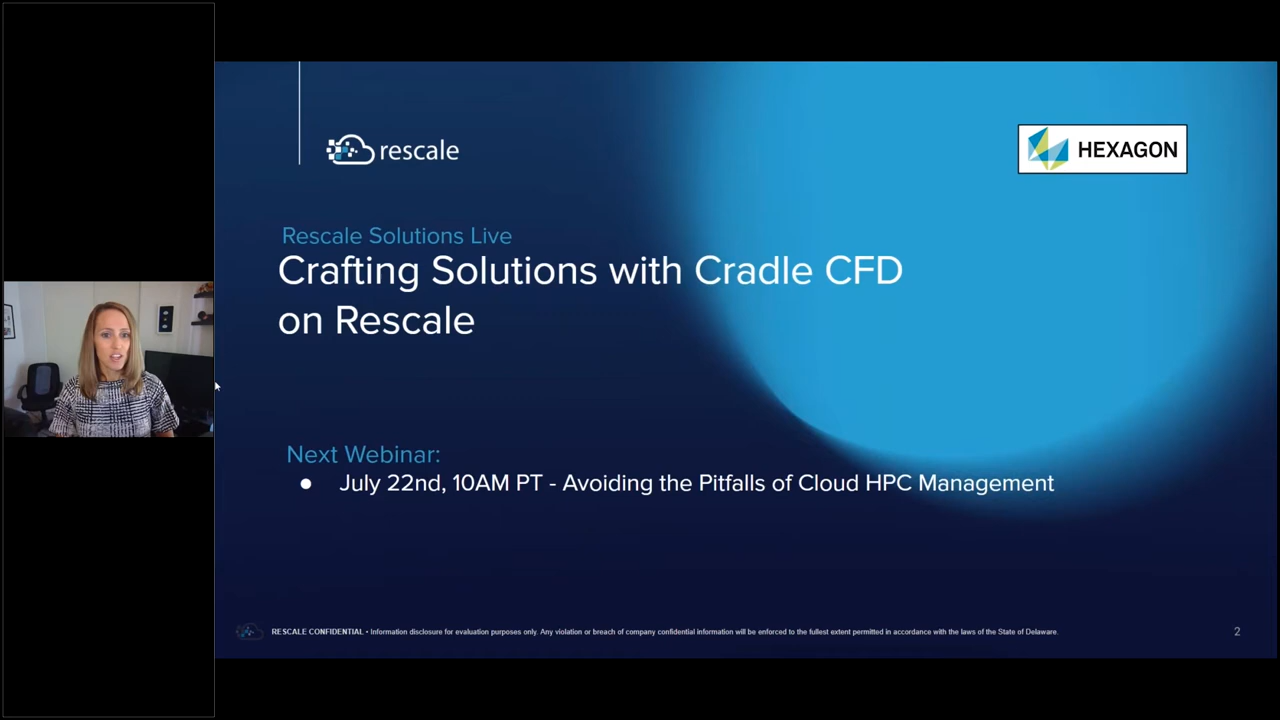 rescale
HEXAGON
Rescale Solutions Live
Crafting Solutions with Cradle CFD
on Rescale
Next Webinar:
● July 22nd, 10AM PT - Avoiding the Pitfalls of Cloud HPC Management
RESCALE CONFIDENTIAL • Information disclosure for evaluation purposes only. Any violation or breach of company confidential information will be enforced to the fullest extent permitted in accordance with the laws of the State of Delaware.
2